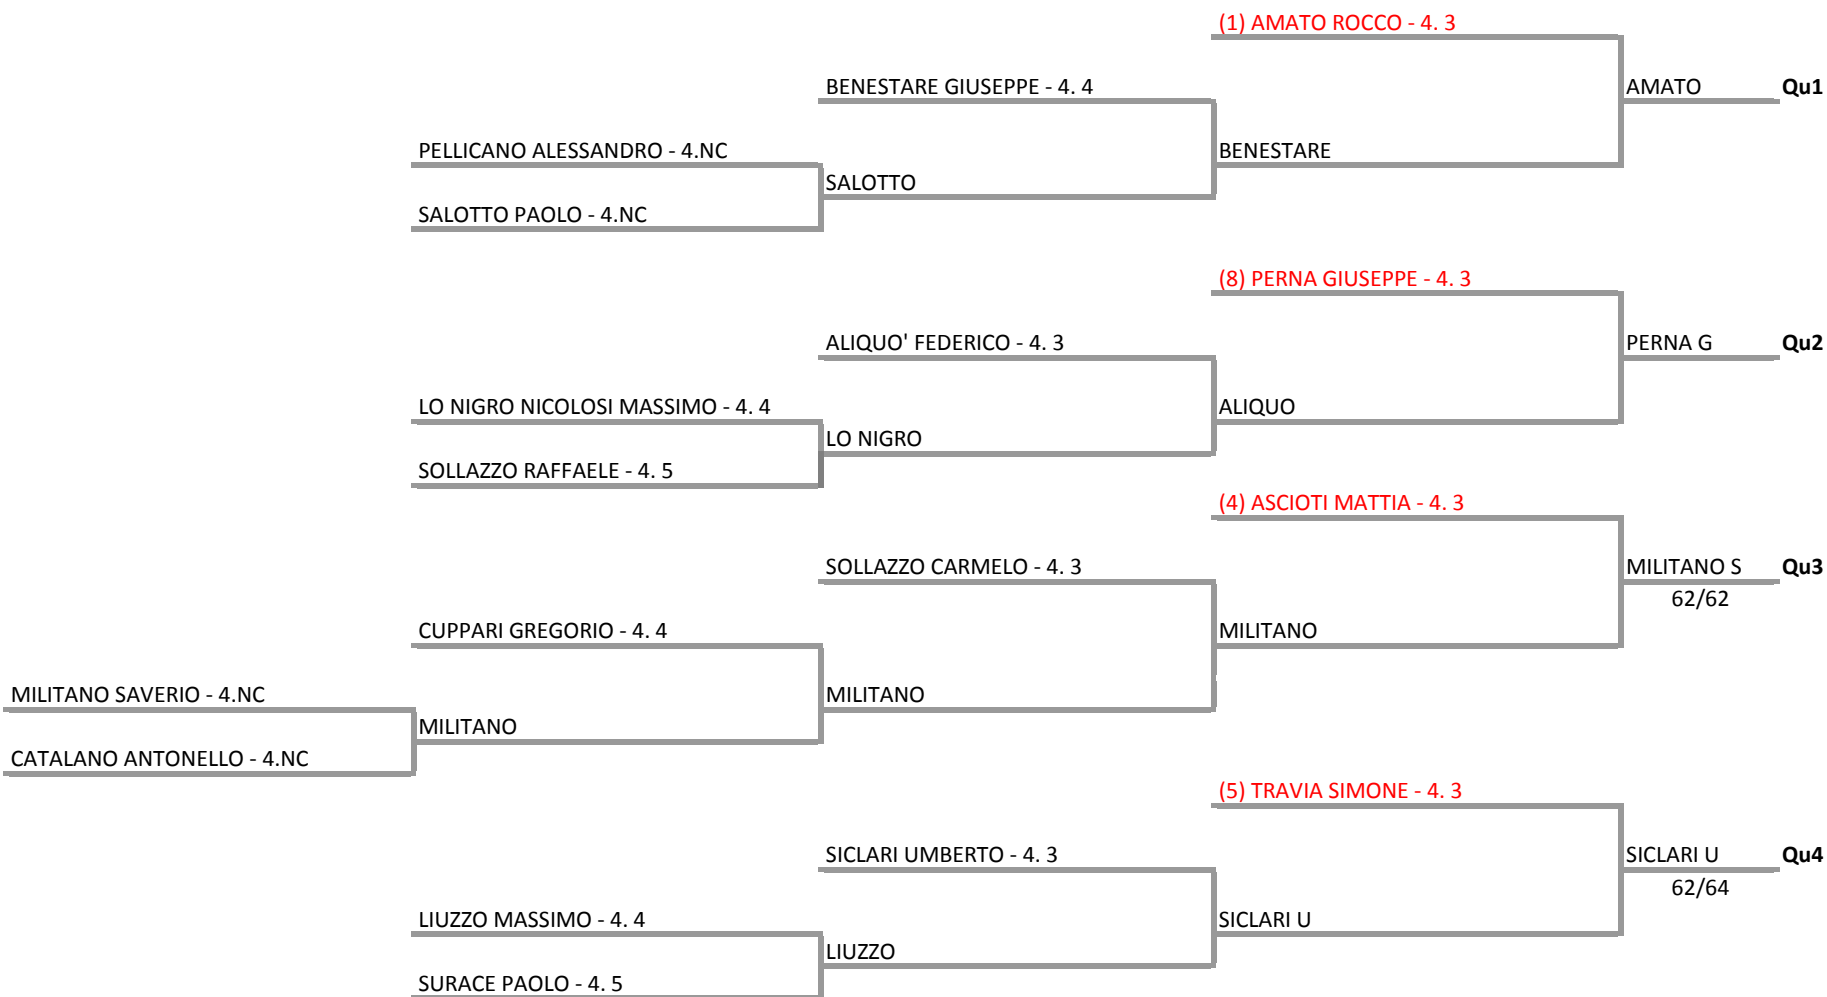 (1) AMATO ROCCO - 4. 3
BENESTARE GIUSEPPE - 4. 4
AMATO Qu1
PELLICANO ALESSANDRO - 4.NC
BENESTARE
SALOTTO
SALOTTO PAOLO - 4.NC
(8) PERNA GIUSEPPE - 4. 3
ALIQUO' FEDERICO - 4. 3
PERNA G Qu2
LO NIGRO NICOLOSI MASSIMO - 4. 4
ALIQUO
LO NIGRO
SOLLAZZO RAFFAELE - 4. 5
(4) ASCIOTI MATTIA - 4. 3
SOLLAZZO CARMELO - 4. 3
MILITANO S Qu3
62/62
CUPPARI GREGORIO - 4. 4
MILITANO
MILITANO SAVERIO - 4.NC
MILITANO
MILITANO
CATALANO ANTONELLO - 4.NC
(5) TRAVIA SIMONE - 4. 3
SICLARI UMBERTO - 4. 3
SICLARI U Qu4
62/64
LIUZZO MASSIMO - 4. 4
SICLARI U
LIUZZO
SURACE PAOLO - 4. 5